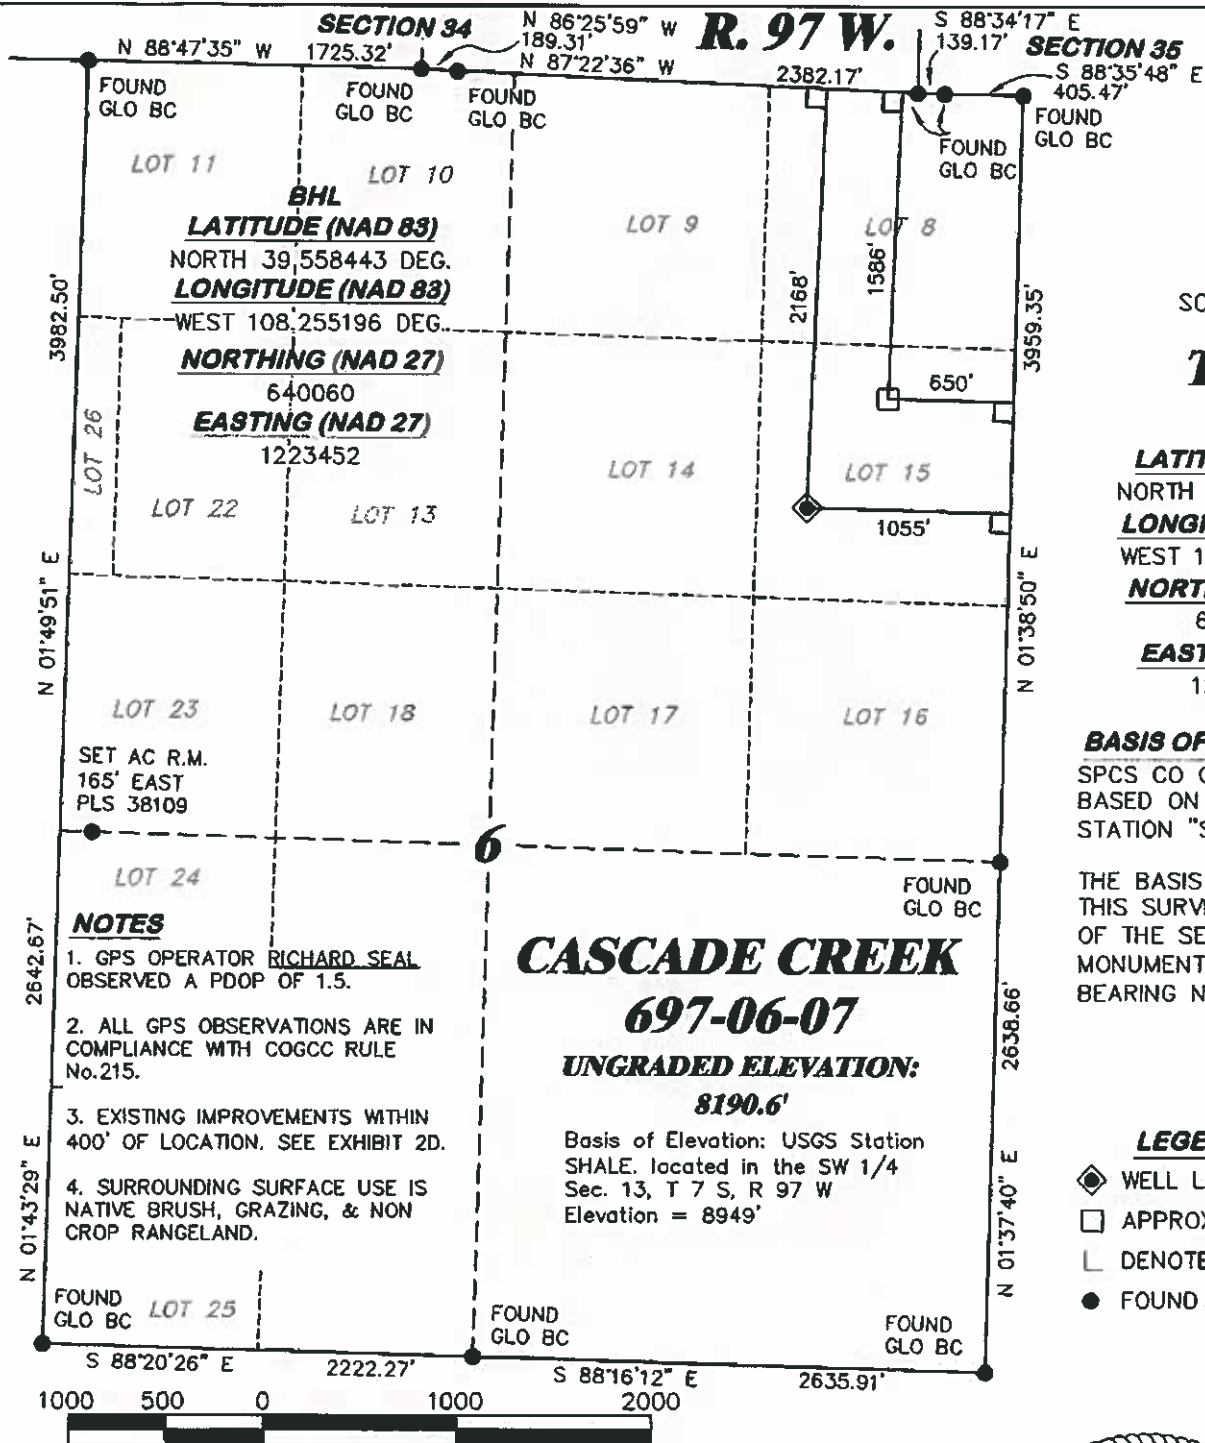 SECTION 34
N 86°25'59" W
189.31'
R. 97 W.
S 88°34'17" E
139.17'
SECTION 35
N 88°47'35" W
1725.32'
N 87°22'36" W
2382.17'
S 88°35'48" E
405.47'
FOUND
GLO BC
FOUND
GLO BC
FOUND
GLO BC
FOUND
GLO BC
FOUND
GLO BC
LOT 11
LOT 10
LOT 9
LOT 8
BHL
LATITUDE (NAD 83)
NORTH 39.558443 DEG.
LONGITUDE (NAD 83)
WEST 108.255196 DEG.
NORTHING (NAD 27)
640060
EASTING (NAD 27)
1223452
3982.50'
2168'
1586'
3959.35'
650'
SC
T
LOT 26
LOT 22
LOT 13
LOT 14
LOT 15
1055'
LATIT
NORTH
LONGI
WEST 1
NORT
6
EAST
1
N 01°49'51" E
N 01°38'50" E
LOT 23
LOT 18
LOT 17
LOT 16
SET AC R.M.
165' EAST
PLS 38109
BASIS OF
SPCS CO
BASED ON
STATION "S
6
LOT 24
FOUND
GLO BC
THE BASIS
THIS SURV
OF THE SE
MONUMENT
BEARING N
2642.67'
NOTES
1. GPS OPERATOR RICHARD SEAL
OBSERVED A PDOP OF 1.5.
2. ALL GPS OBSERVATIONS ARE IN
COMPLIANCE WITH COGCC RULE
No.215.
3. EXISTING IMPROVEMENTS WITHIN
400' OF LOCATION. SEE EXHIBIT 2D.
4. SURROUNDING SURFACE USE IS
NATIVE BRUSH, GRAZING, & NON
CROP RANGELAND.
CASCADE CREEK
697-06-07
UNGRADED ELEVATION:
8190.6'
Basis of Elevation: USGS Station
SHALE. located in the SW 1/4
Sec. 13, T 7 S, R 97 W
Elevation = 8949'
2638.66'
N 01°43'29" E
N 01°37'40" E
LEGE
WELL L
APPROX
DENOTE
FOUND
FOUND
GLO BC
LOT 25
FOUND
GLO BC
FOUND
GLO BC
S 88°20'26" E
2222.27'
S 88°16'12" E
2635.91'
1000 500 0 1000 2000